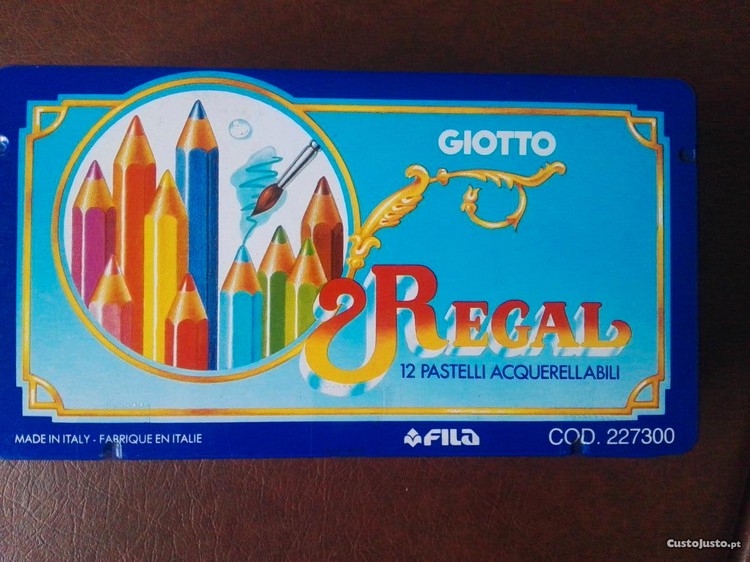 GIOTTO
REGAL
12 PASTELLI ACQUERELLABILI
MADE IN ITALY - FABRIQUE EN ITALIE
FILA
COD. 227300
CustoJusto.pt